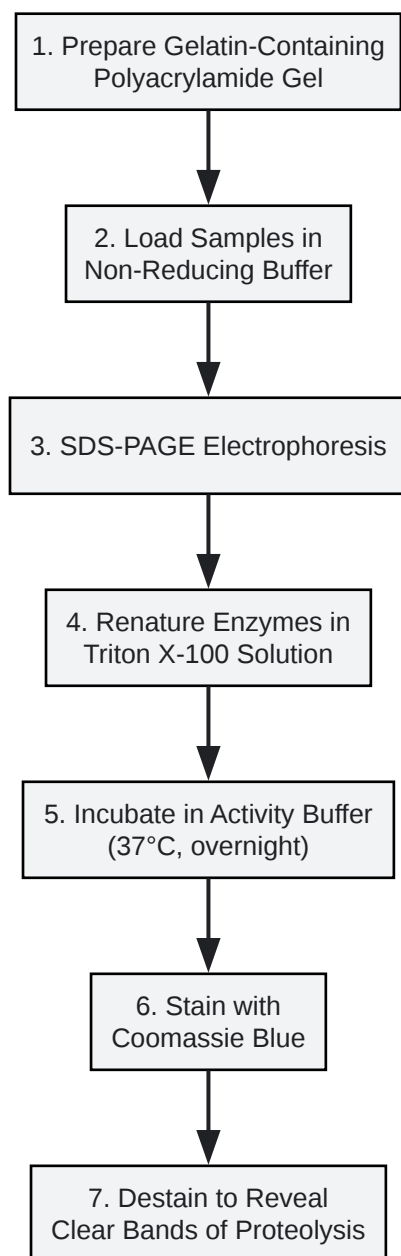 1. Prepare Gelatin-Containing
Polyacrylamide Gel
2. Load Samples in
Non-Reducing Buffer
3. SDS-PAGE Electrophoresis
4. Renature Enzymes in
Triton X-100 Solution
5. Incubate in Activity Buffer
(37°C, overnight)
6. Stain with
Coomassie Blue
7. Destain to Reveal
Clear Bands of Proteolysis